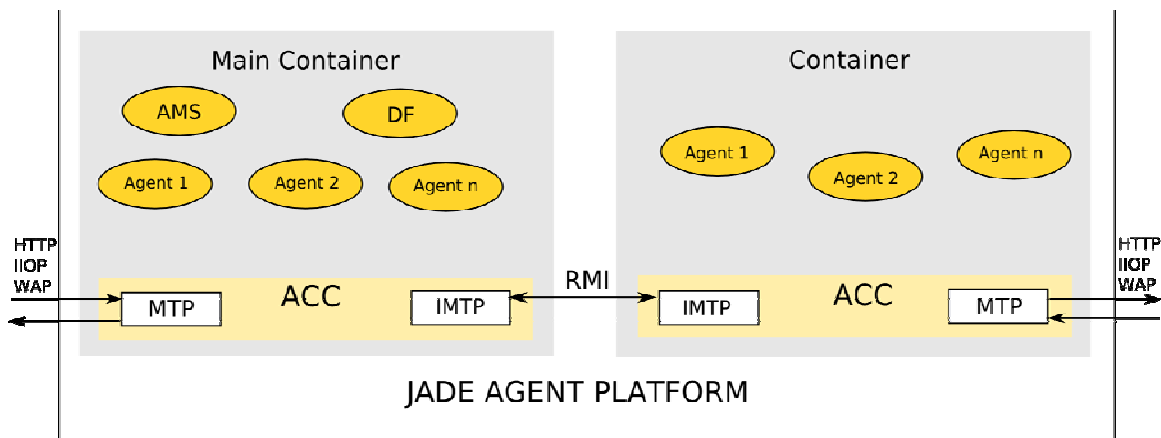 Main Container
AMS
DF
Agent 1
Agent 2
Agent n
HTTP
IIOP
WAP
MTP
ACC
IMTP
RMI
Container
Agent 1
Agent 2
Agent n
IMTP
ACC
MTP
HTTP
IIOP
WAP
JADE AGENT PLATFORM